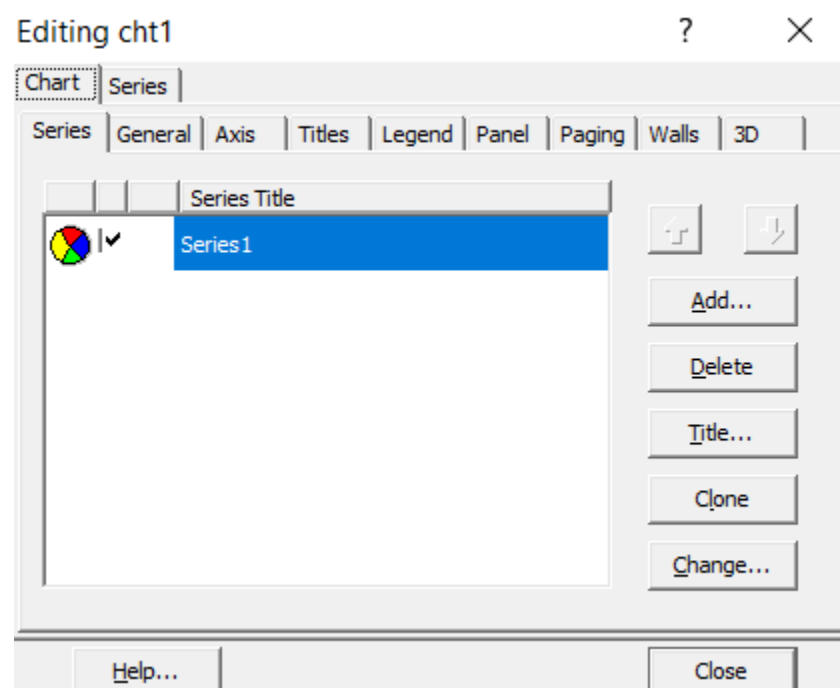 Editing cht1 ?
Chart Series
Series General Axis Titles Legend Panel Paging Walls 3D
Series Title
Series1
Add...
Delete
Title...
Clone
Change...
Help... Close